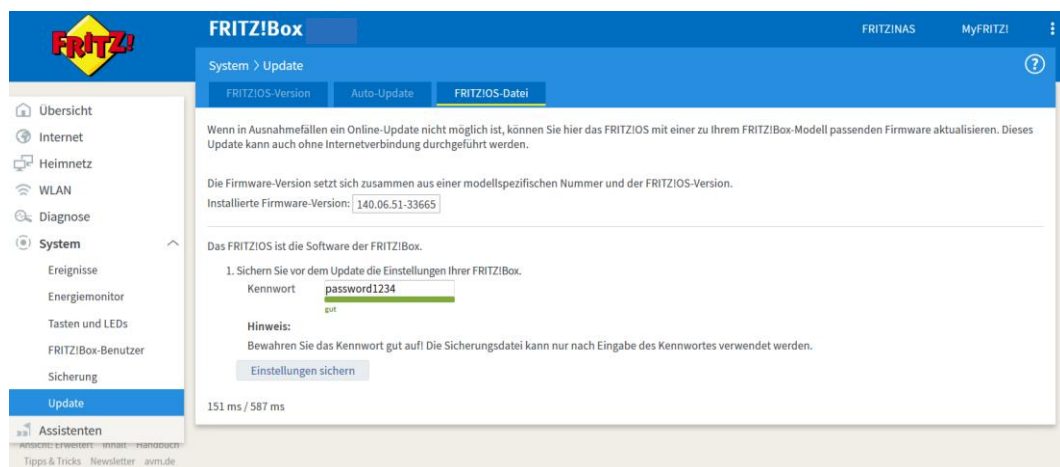 FRITZ!
FRITZ!Box
FRITZ!NAS
MyFRITZ!
System > Update
FRITZ!OS-Version
Auto-Update
FRITZ!OS-Datei
Übersicht
Internet
Heimnetz
WLAN
Diagnose
System
Ereignisse
Energiemonitor
Tasten und LEDs
FRITZ!Box-Benutzer
Sicherung
Update
Assistenten
Ansicht: Erweitert Inhalt Handbuch
Tipps & Tricks Newsletter avm.de
Wenn in Ausnahmefällen ein Online-Update nicht möglich ist, können Sie hier das FRITZ!OS mit einer zu Ihrem FRITZ!Box-Modell passenden Firmware aktualisieren. Dieses
Update kann auch ohne Internetverbindung durchgeführt werden.
Die Firmware-Version setzt sich zusammen aus einer modellspezifischen Nummer und der FRITZ!OS-Version.
Installierte Firmware-Version: 140.06.51-33665
Das FRITZ!OS ist die Software der FRITZ!Box.
1. Sichern Sie vor dem Update die Einstellungen Ihrer FRITZ!Box.
Kennwort password1234
gut
Hinweis:
Bewahren Sie das Kennwort gut auf! Die Sicherungsdatei kann nur nach Eingabe des Kennwortes verwendet werden.
Einstellungen sichern
151 ms / 587 ms